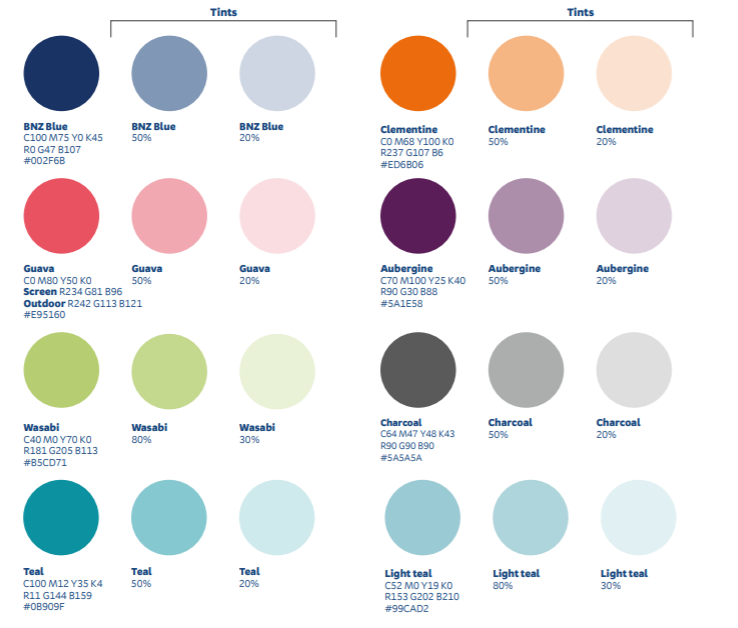 Tints
Tints
BNZ Blue
C100 M75 Y0 K45
R0 G47 B107
#002F6B
BNZ Blue
50%
BNZ Blue
20%
Clementine
C0 M68 Y100 K0
R237 G107 B6
#ED6B06
Clementine
50%
Clementine
20%
Guava
C0 M80 Y50 K0
Screen R234 G81 B96
Outdoor R242 G113 B121
#E95160
Guava
50%
Guava
20%
Aubergine
C70 M100 Y25 K40
R90 G30 B88
#5A1E58
Aubergine
50%
Aubergine
20%
Wasabi
C40 M0 Y70 K0
R181 G205 B113
#B5CD71
Wasabi
80%
Wasabi
30%
Charcoal
C64 M47 Y48 K43
R90 G90 B90
#5A5A5A
Charcoal
50%
Charcoal
20%
Teal
C100 M12 Y35 K4
R11 G144 B159
#0B909F
Teal
50%
Teal
20%
Light teal
C52 M0 Y19 K0
R153 G202 B210
#99CAD2
Light teal
80%
Light teal
30%